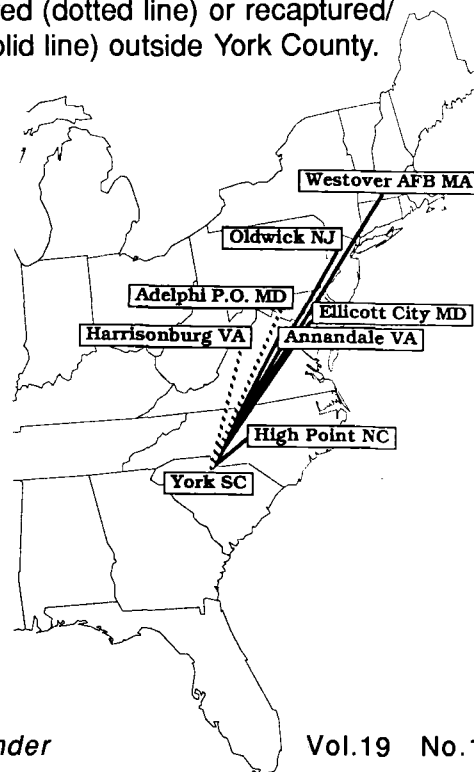 ed (dotted line) or recaptured/
olid line) outside York County.
Westover AFB MA
Oldwick NJ
Adelphi P.O. MD
Ellicott City MD
Harrisonburg VA
Annandale VA
High Point NC
York SC
nder
Vol.19 No.1